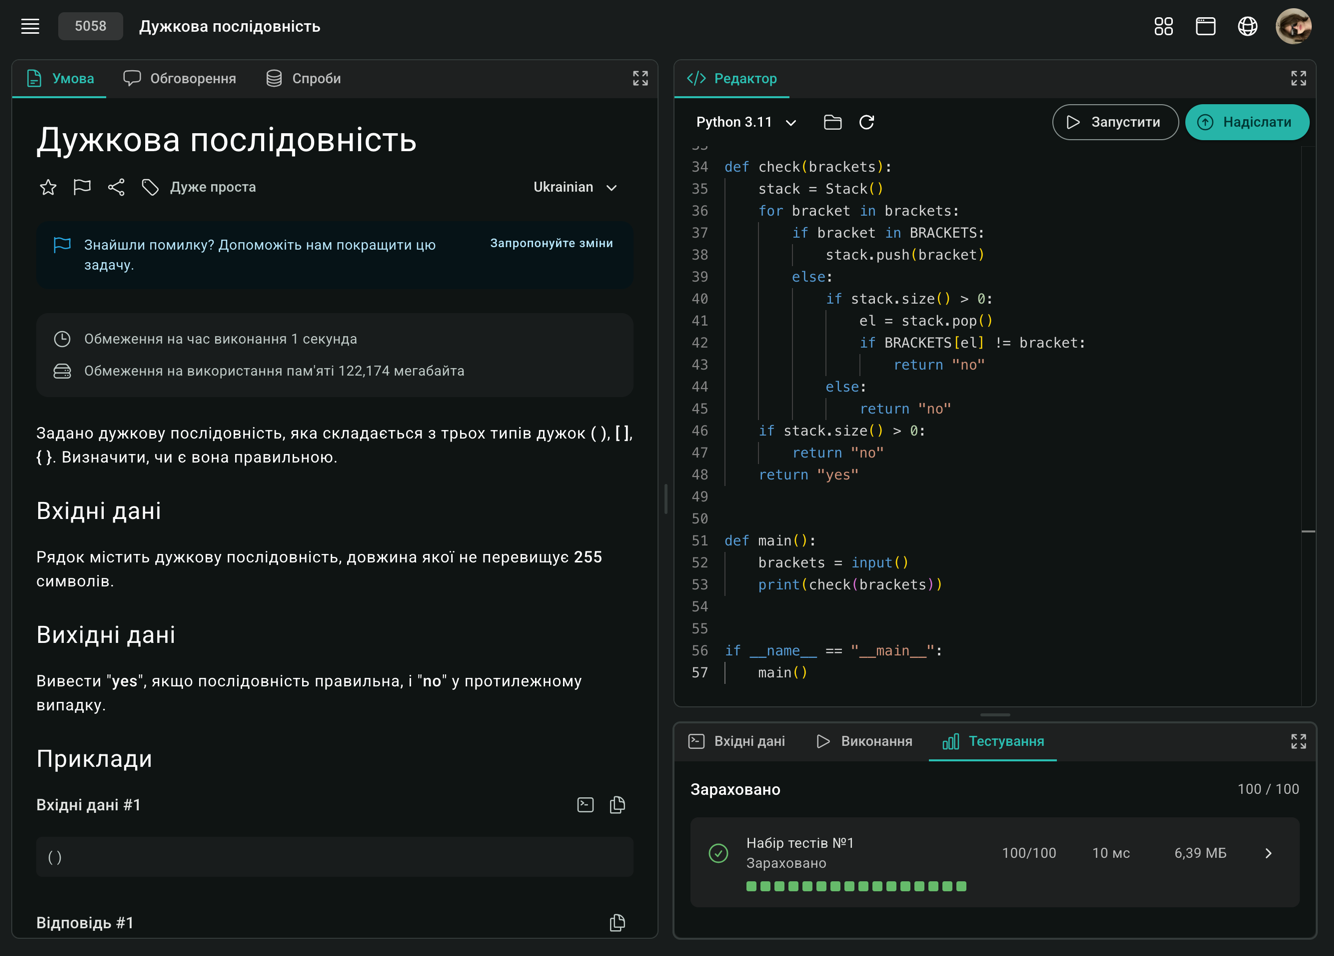 5058 Дужкова послідовність
Умова Обговорення Спроби
Дужкова послідовність
Дуже проста Ukrainian
Знайшли помилку? Допоможіть нам покращити цю
задачу.
Запропонуйте зміни
Обмеження на час виконання 1 секунда
Обмеження на використання пам'яті 122,174 мегабайта
Задано дужкову послідовність, яка складається з трьох типів дужок ( ), [ ],
{ }. Визначити, чи є вона правильною.
Вхідні дані
Рядок містить дужкову послідовність, довжина якої не перевищує 255
символів.
Вихідні дані
Вивести "yes", якщо послідовність правильна, і "no" у протилежному
випадку.
Приклади
Вхідні дані #1
()
Відповідь #1
Редактор
Python 3.11 Запустити Надіслати
34 def check(brackets):
35     stack = Stack()
36     for bracket in brackets:
37         if bracket in BRACKETS:
38             stack.push(bracket)
39         else:
40             if stack.size() > 0:
41                 el = stack.pop()
42                 if BRACKETS[el] != bracket:
43                     return "no"
44             else:
45                 return "no"
46     if stack.size() > 0:
47         return "no"
48     return "yes"
49
50
51 def main():
52     brackets = input()
53     print(check(brackets))
54
55
56 if __name__ == "__main__":
57     main()
Вхідні дані Виконання Тестування
Зараховано 100 / 100
Набір тестів №1
Зараховано
100/100 10 мс 6,39 МБ